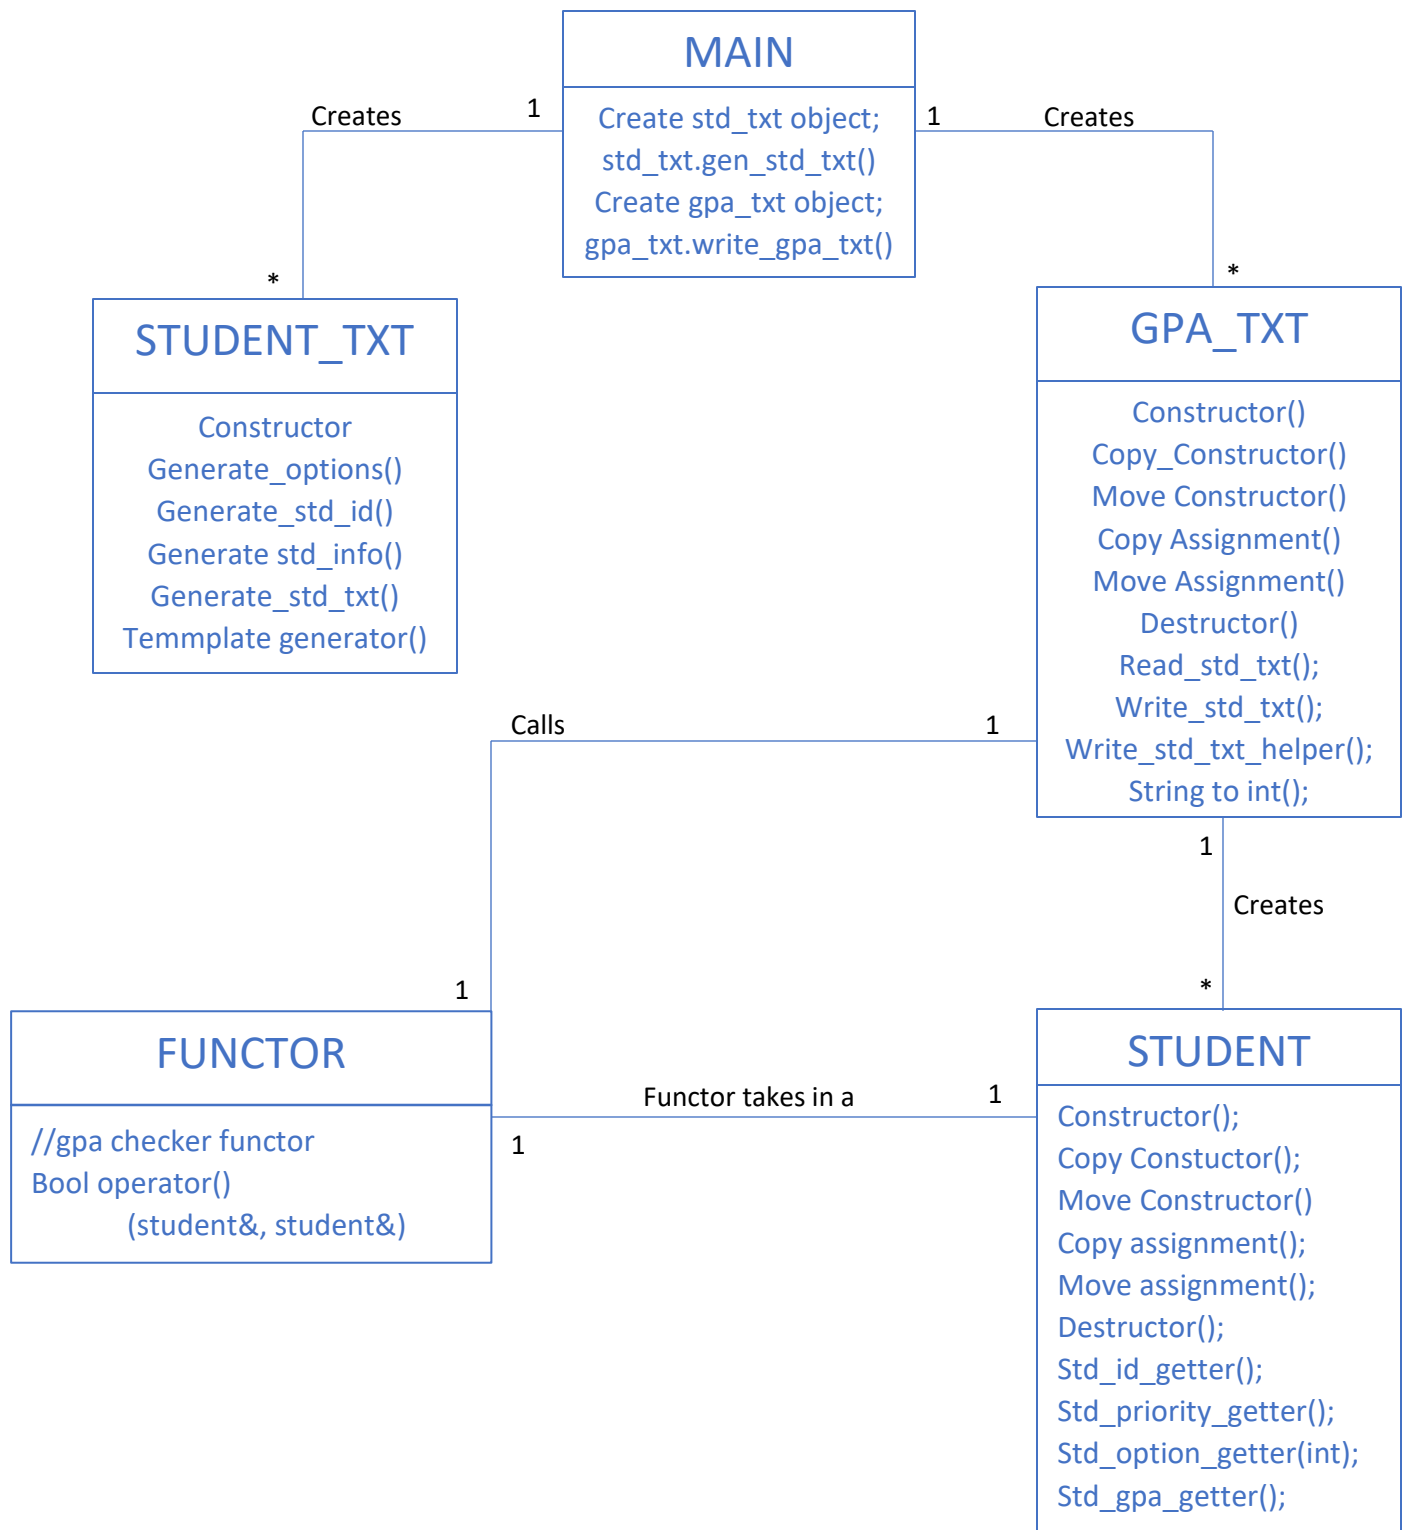 MAIN
Create std_txt object;
std_txt.gen_std_txt()
Create gpa_txt object;
gpa_txt.write_gpa_txt()
Creates
1
1
Creates
*
*
STUDENT_TXT
Constructor
Generate_options()
Generate_std_id()
Generate std_info()
Generate_std_txt()
Temmplate generator()
GPA_TXT
Constructor()
Copy_Constructor()
Move Constructor()
Copy Assignment()
Move Assignment()
Destructor()
Read_std_txt();
Write_std_txt();
Write_std_txt_helper();
String to int();
Calls
1
1
Creates
1
*
FUNCTOR
//gpa checker functor
Bool operator()
(student&, student&)
Functor takes in a
1
1
STUDENT
Constructor();
Copy Constuctor();
Move Constructor()
Copy assignment();
Move assignment();
Destructor();
Std_id_getter();
Std_priority_getter();
Std_option_getter(int);
Std_gpa_getter();